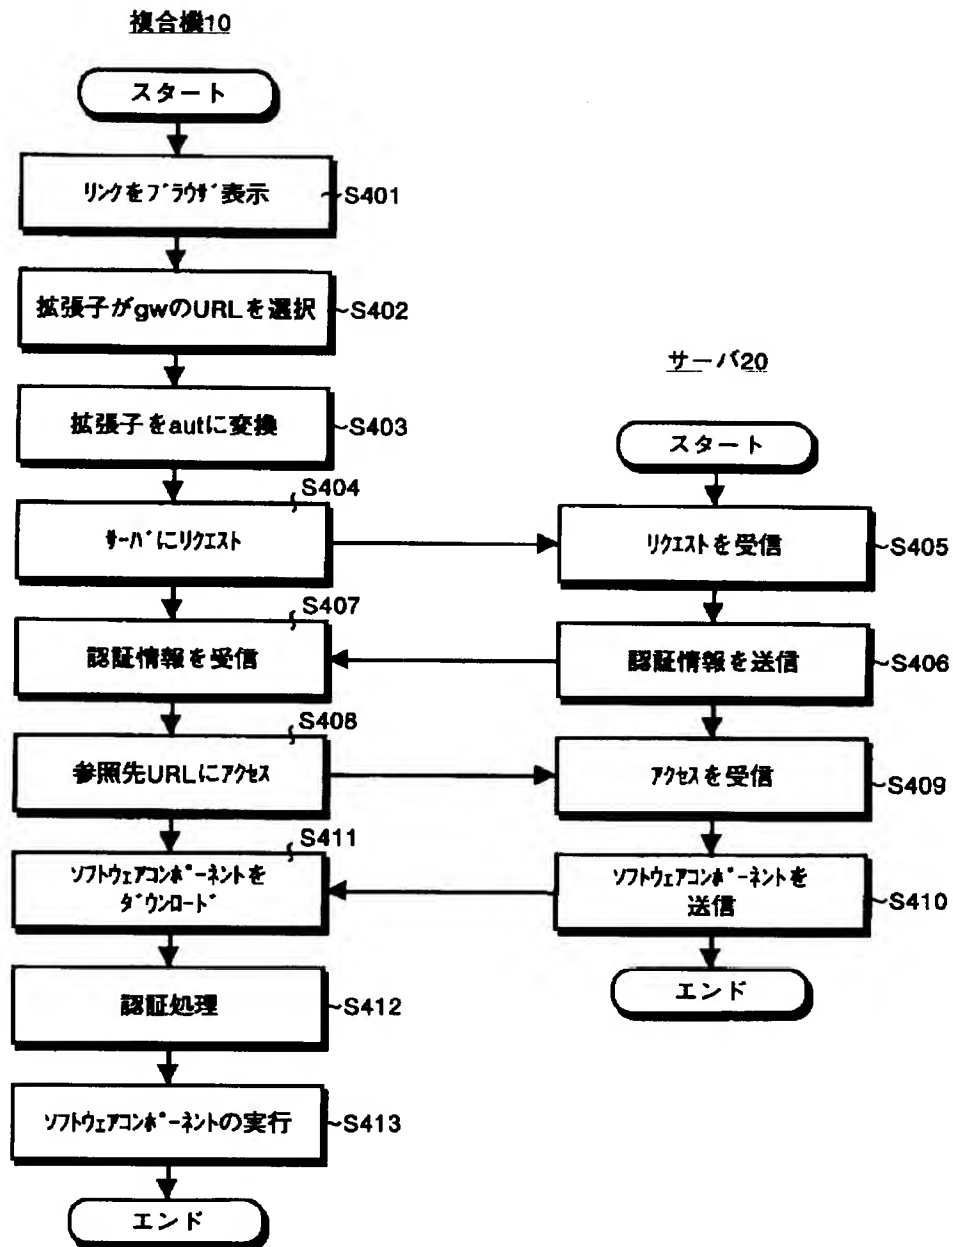 複合機10
スタート
リンクをﾌﾞﾗｳｻﾞ表示
S401
拡張子がgwのURLを選択
S402
拡張子をautに変換
S403
S404
ｻｰﾊﾞにリクエスト
S407
認証情報を受信
S408
参照先URLにアクセス
S411
ソフトウェアコンﾎﾟｰネントを
ﾀﾞウンローﾄﾞ
認証処理
S412
ソフトウェアコンﾎﾟｰネントの実行
S413
エンド
サーバ20
スタート
リクエストを受信
S405
認証情報を送信
S406
アクセスを受信
S409
ソフトウェアコンﾎﾟｰネントを
送信
S410
エンド